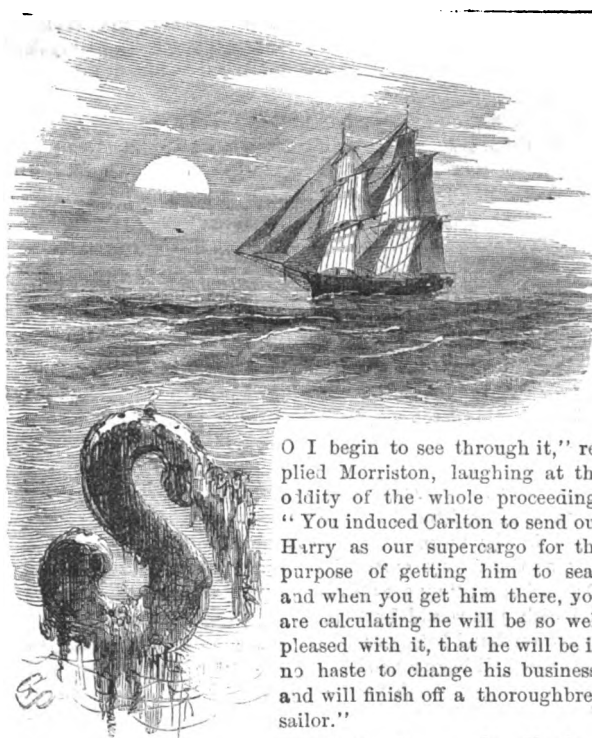 SO I begin to see through it,” re
plied Morriston, laughing at th
oldity of the whole proceeding
“ You induced Carlton to send ou
Harry as our supercargo for th
purpose of getting him to sea
and when you get him there, yo
are calculating he will be so wel
pleased with it, that he will be i
no haste to change his business
and will finish off a thoroughbre
sailor.”